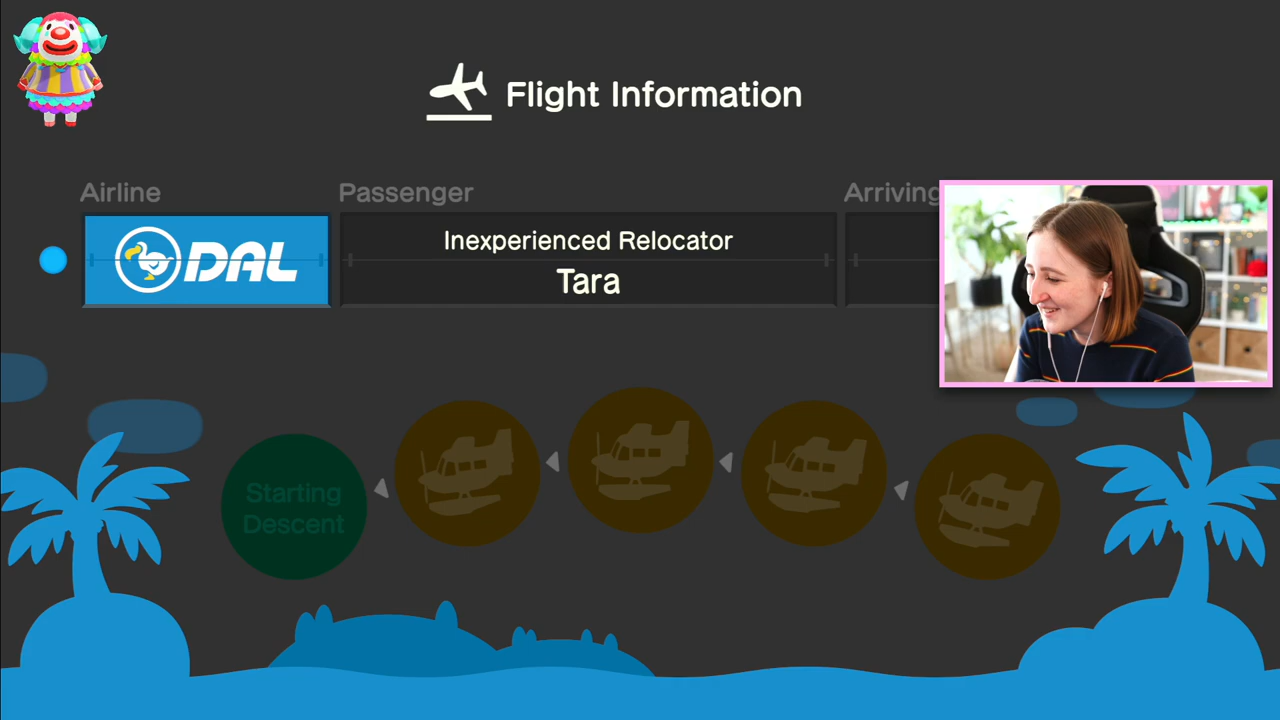 Flight Information
Airline
Passenger
Arriving
DAL
Inexperienced Relocator
Tara
Starting
Descent